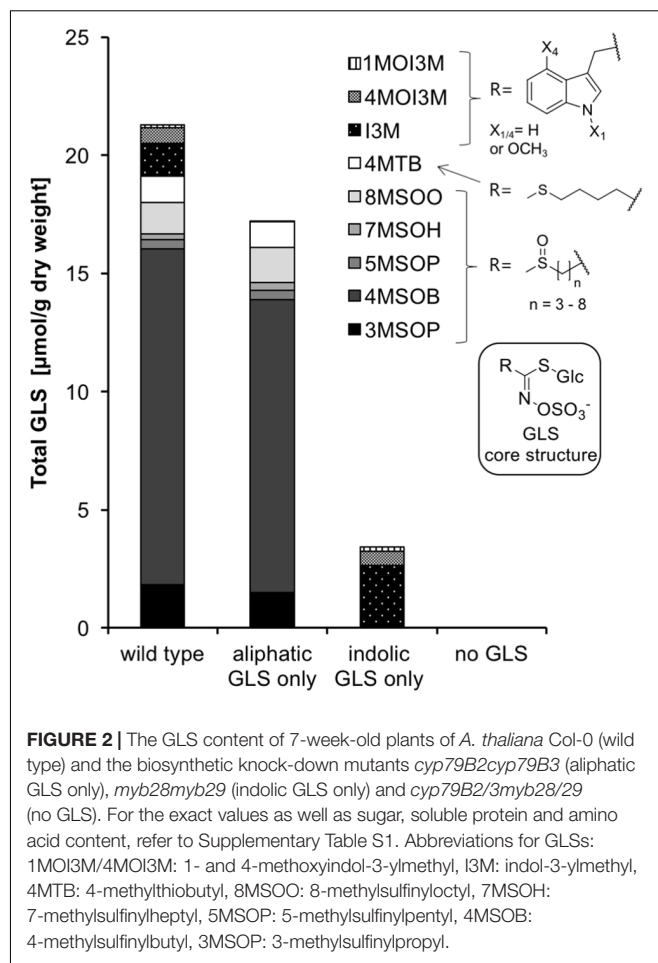 25
20
15
10
5
0
Total GLS [µmol/g dry weight]
1MOI3M
4MOI3M
I3M
4MTB
8MSOO
7MSOH
5MSOP
4MSOB
3MSOP
R=
X4
N
X1
X1/4= H
or OCH3
R=
S
R=
O
S
n
n = 3 - 8
R
S
Glc
N
OSO3-
GLS
core structure
wild type
aliphatic
GLS only
indolic
GLS only
no GLS
FIGURE 2 | The GLS content of 7-week-old plants of A. thaliana Col-0 (wild
type) and the biosynthetic knock-down mutants cyp79B2cyp79B3 (aliphatic
GLS only), myb28myb29 (indolic GLS only) and cyp79B2/3myb28/29
(no GLS). For the exact values as well as sugar, soluble protein and amino
acid content, refer to Supplementary Table S1. Abbreviations for GLSs:
1MOI3M/4MOI3M: 1- and 4-methoxyindol-3-ylmethyl, I3M: indol-3-ylmethyl,
4MTB: 4-methylthiobutyl, 8MSOO: 8-methylsulfinyloctyl, 7MSOH:
7-methylsulfinylheptyl, 5MSOP: 5-methylsulfinylpentyl, 4MSOB:
4-methylsulfinylbutyl, 3MSOP: 3-methylsulfinylpropyl.